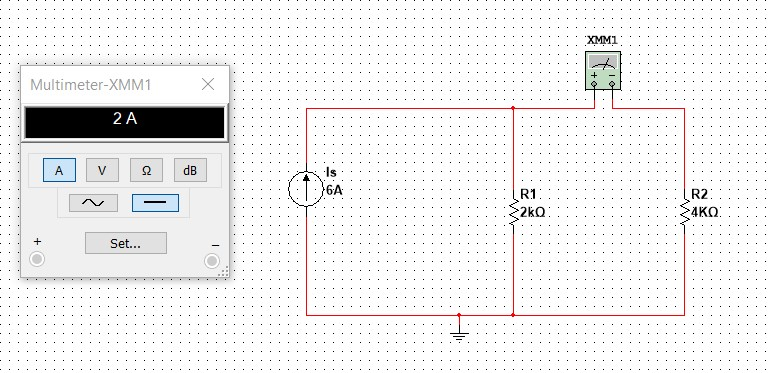 Multimeter-XMM1
2 A
A V Ω dB
+ −
Set...
XMM1
+ −
Is
6A
R1
2kΩ
R2
4KΩ